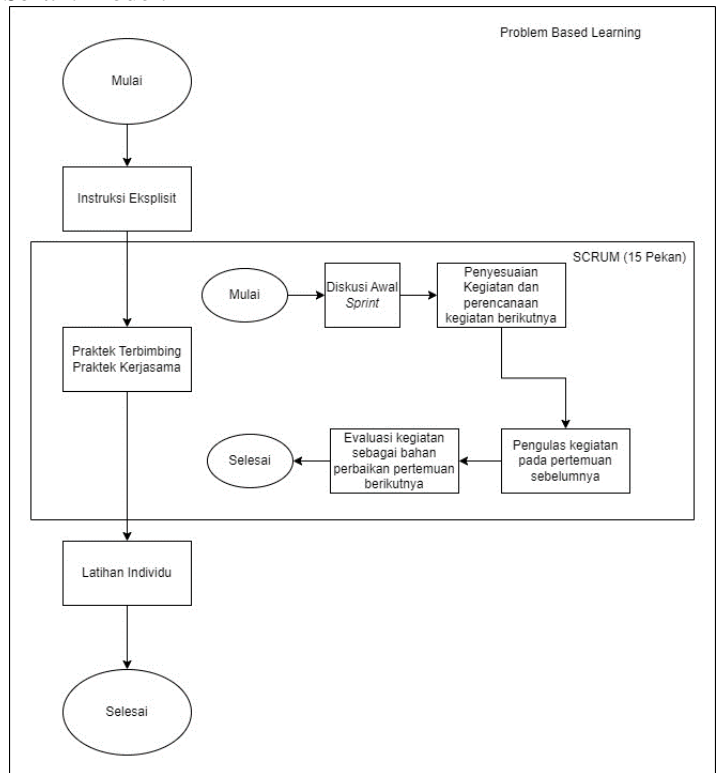 Problem Based Learning
Mulai
Instruksi Eksplisit
SCRUM (15 Pekan)
Mulai
Diskusi Awal
Sprint
Penyesuaian
Kegiatan dan
perencanaan
kegiatan berikutnya
Praktek Terbimbing
Praktek Kerjasama
Selesai
Evaluasi kegiatan
sebagai bahan
perbaikan pertemuan
berikutnya
Pengulas kegiatan
pada pertemuan
sebelumnya
Latihan Individu
Selesai